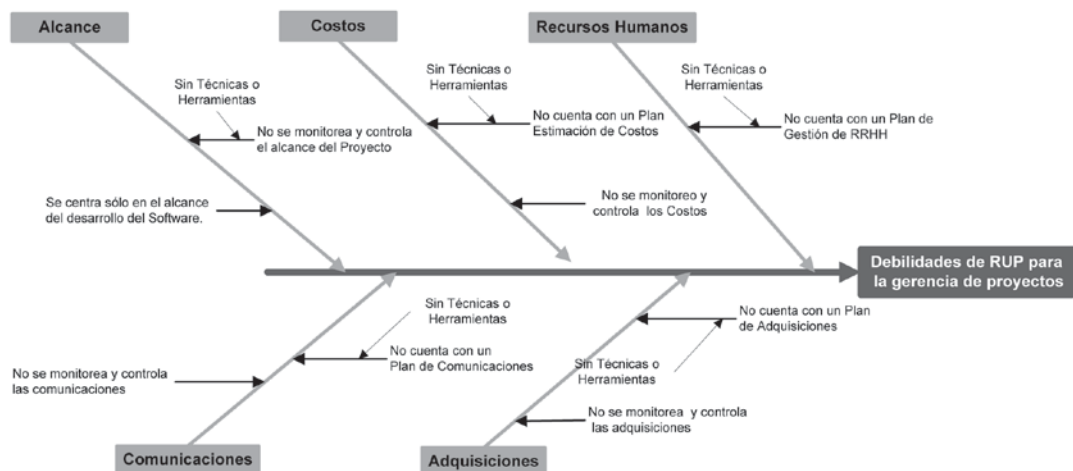 Alcance
Costos
Recursos Humanos
Sin Técnicas o
Herramientas
Sin Técnicas o
Herramientas
Sin Técnicas o
Herramientas
No se monitorea y controla
el alcance del Proyecto
No cuenta con un Plan
Estimación de Costos
No cuenta con un Plan de
Gestión de RRHH
Se centra sólo en el alcance
del desarrollo del Software.
No se monitoreo y
controla los Costos
Debilidades de RUP para
la gerencia de proyectos
Sin Técnicas o
Herramientas
No cuenta con un Plan
de Adquisiciones
No cuenta con un
Plan de Comunicaciones
Sin Técnicas o
Herramientas
No se monitorea y controla
las comunicaciones
No se monitorea y controla
las adquisiciones
Comunicaciones
Adquisiciones